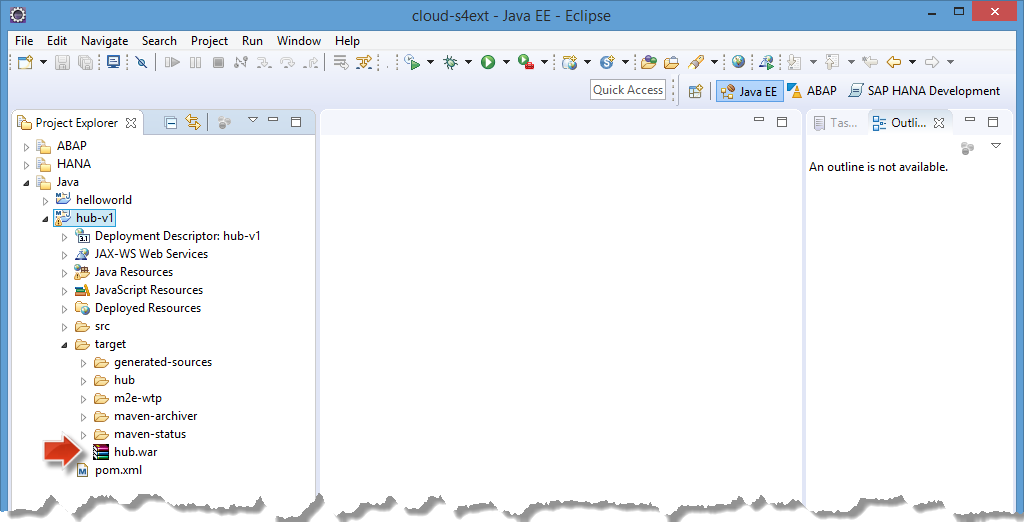 cloud-s4ext - Java EE - Eclipse
File Edit Navigate Search Project Run Window Help
Quick Access
Java EE
ABAP
SAP HANA Development
Project Explorer
ABAP
HANA
Java
helloworld
hub-v1
3.1
Deployment Descriptor: hub-v1
JAX-WS Web Services
Java Resources
JavaScript Resources
Deployed Resources
src
target
generated-sources
hub
m2e-wtp
maven-archiver
maven-status
hub.war
pom.xml
Tas...
Outli...
An outline is not available.